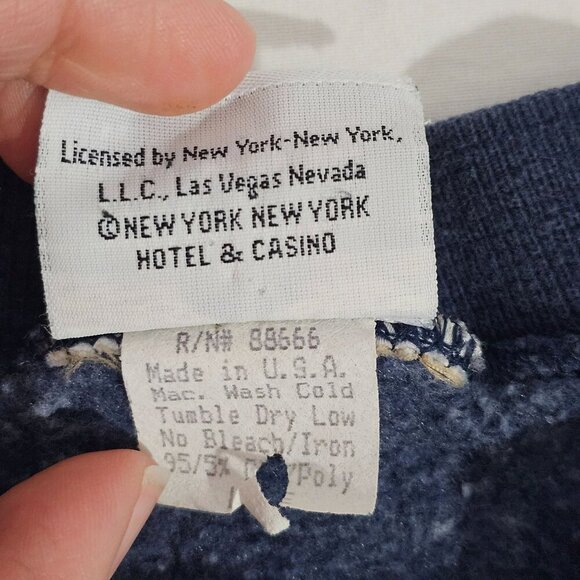 Licensed by New York-New York,
L.L.C., Las Vegas Nevada
©NEW YORK NEW YORK
HOTEL & CASINO
R/N# 88666
Made in U.S.A.
Mac. Wash Cold
Tumble Dry Low
No Bleach/Iron
95/5% /Poly